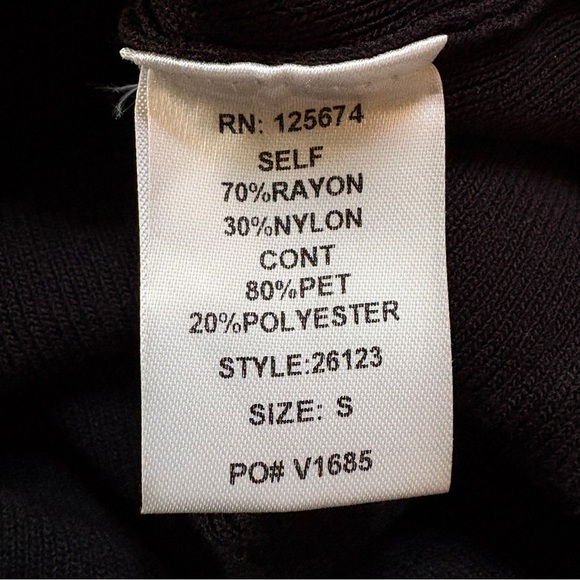 RN: 125674
SELF
70%RAYON
30%NYLON
CONT
80%PET
20%POLYESTER
STYLE:26123
SIZE: S
PO# V1685